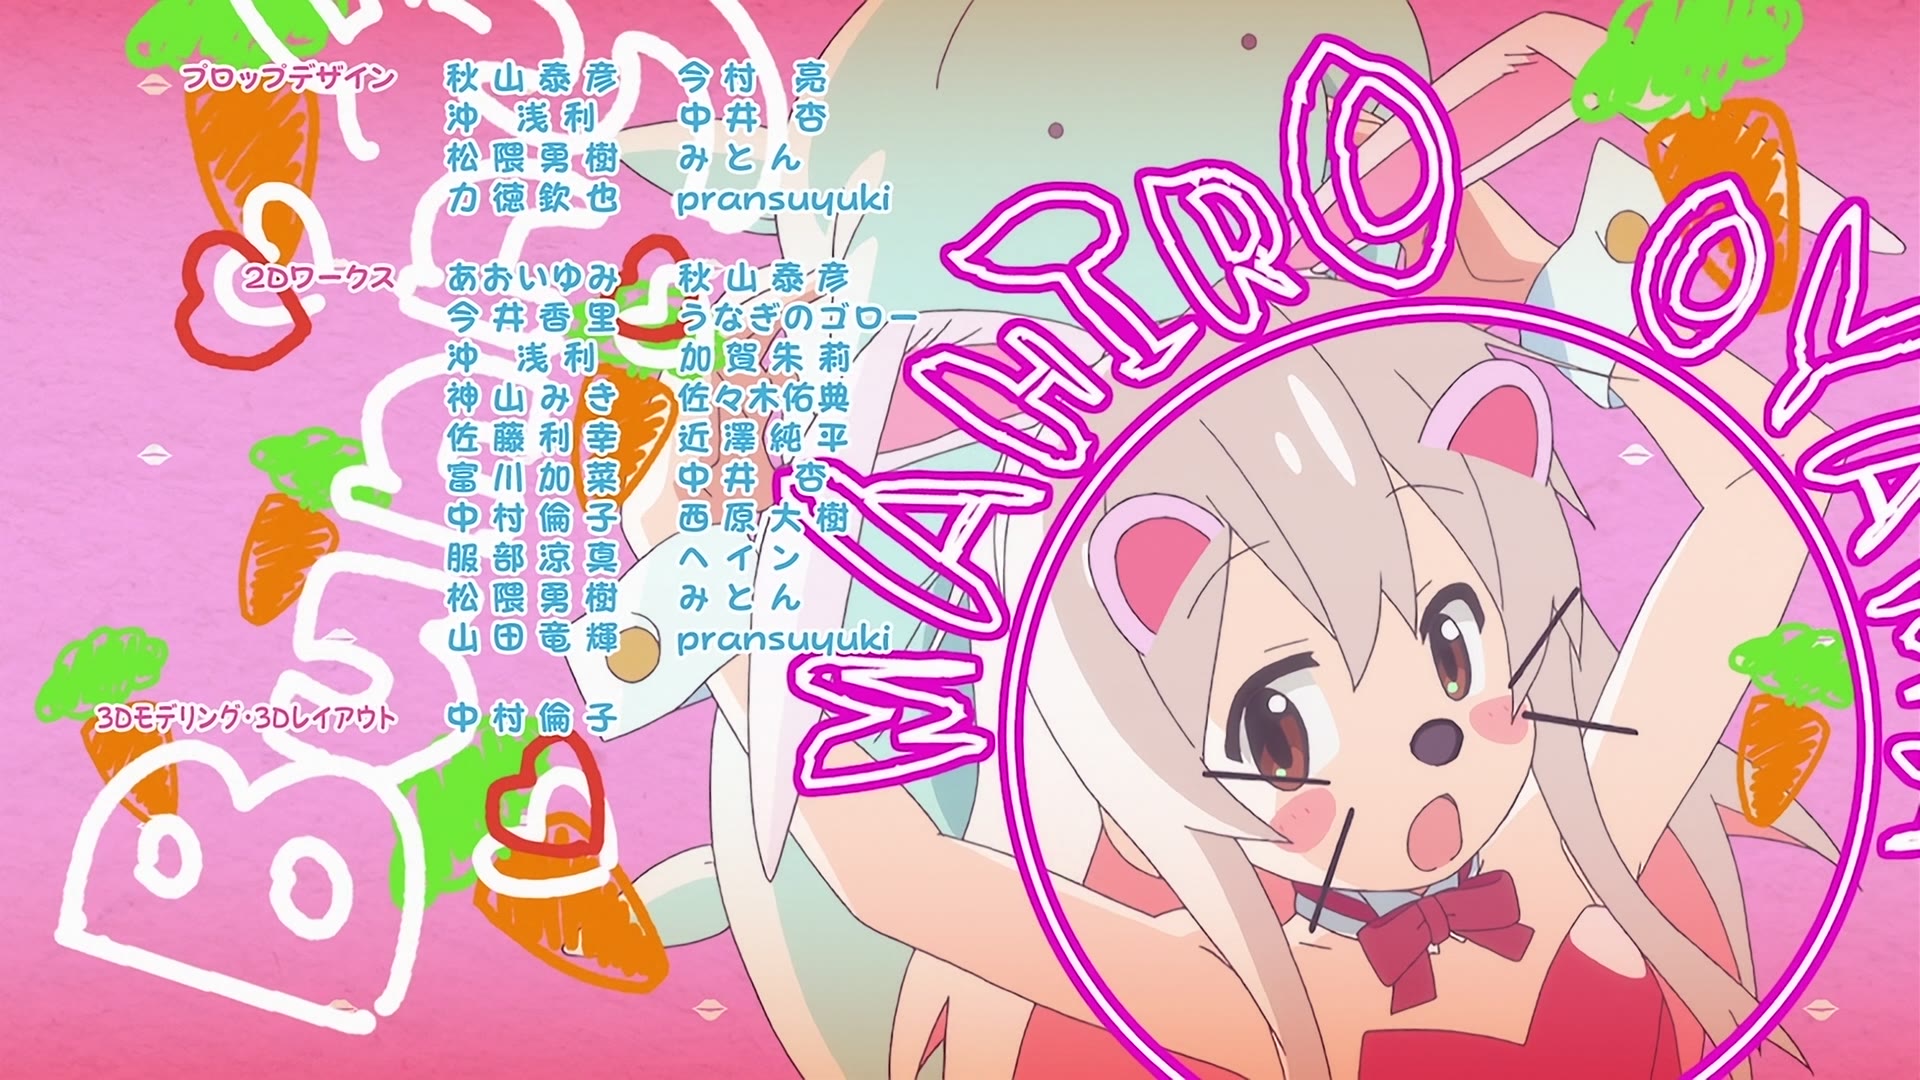 プロップデザイン 秋山泰彦 今村 亮
沖 浅利 中井 杏
松隈勇樹 みとん
力徳欽也 pransuyuki
2Dワークス あおいゆみ 秋山泰彦
今井香里 うなぎのゴロー
沖 浅利 加賀朱莉
神山みき 佐々木佑典
佐藤利幸 近澤純平
富川加菜 中井 杏
中村倫子 西原大樹
服部涼真 ヘイン
松隈勇樹 みとん
山田竜輝 pransuyuki
3Dモデリング・3Dレイアウト 中村倫子
MAHIRO OYAMA